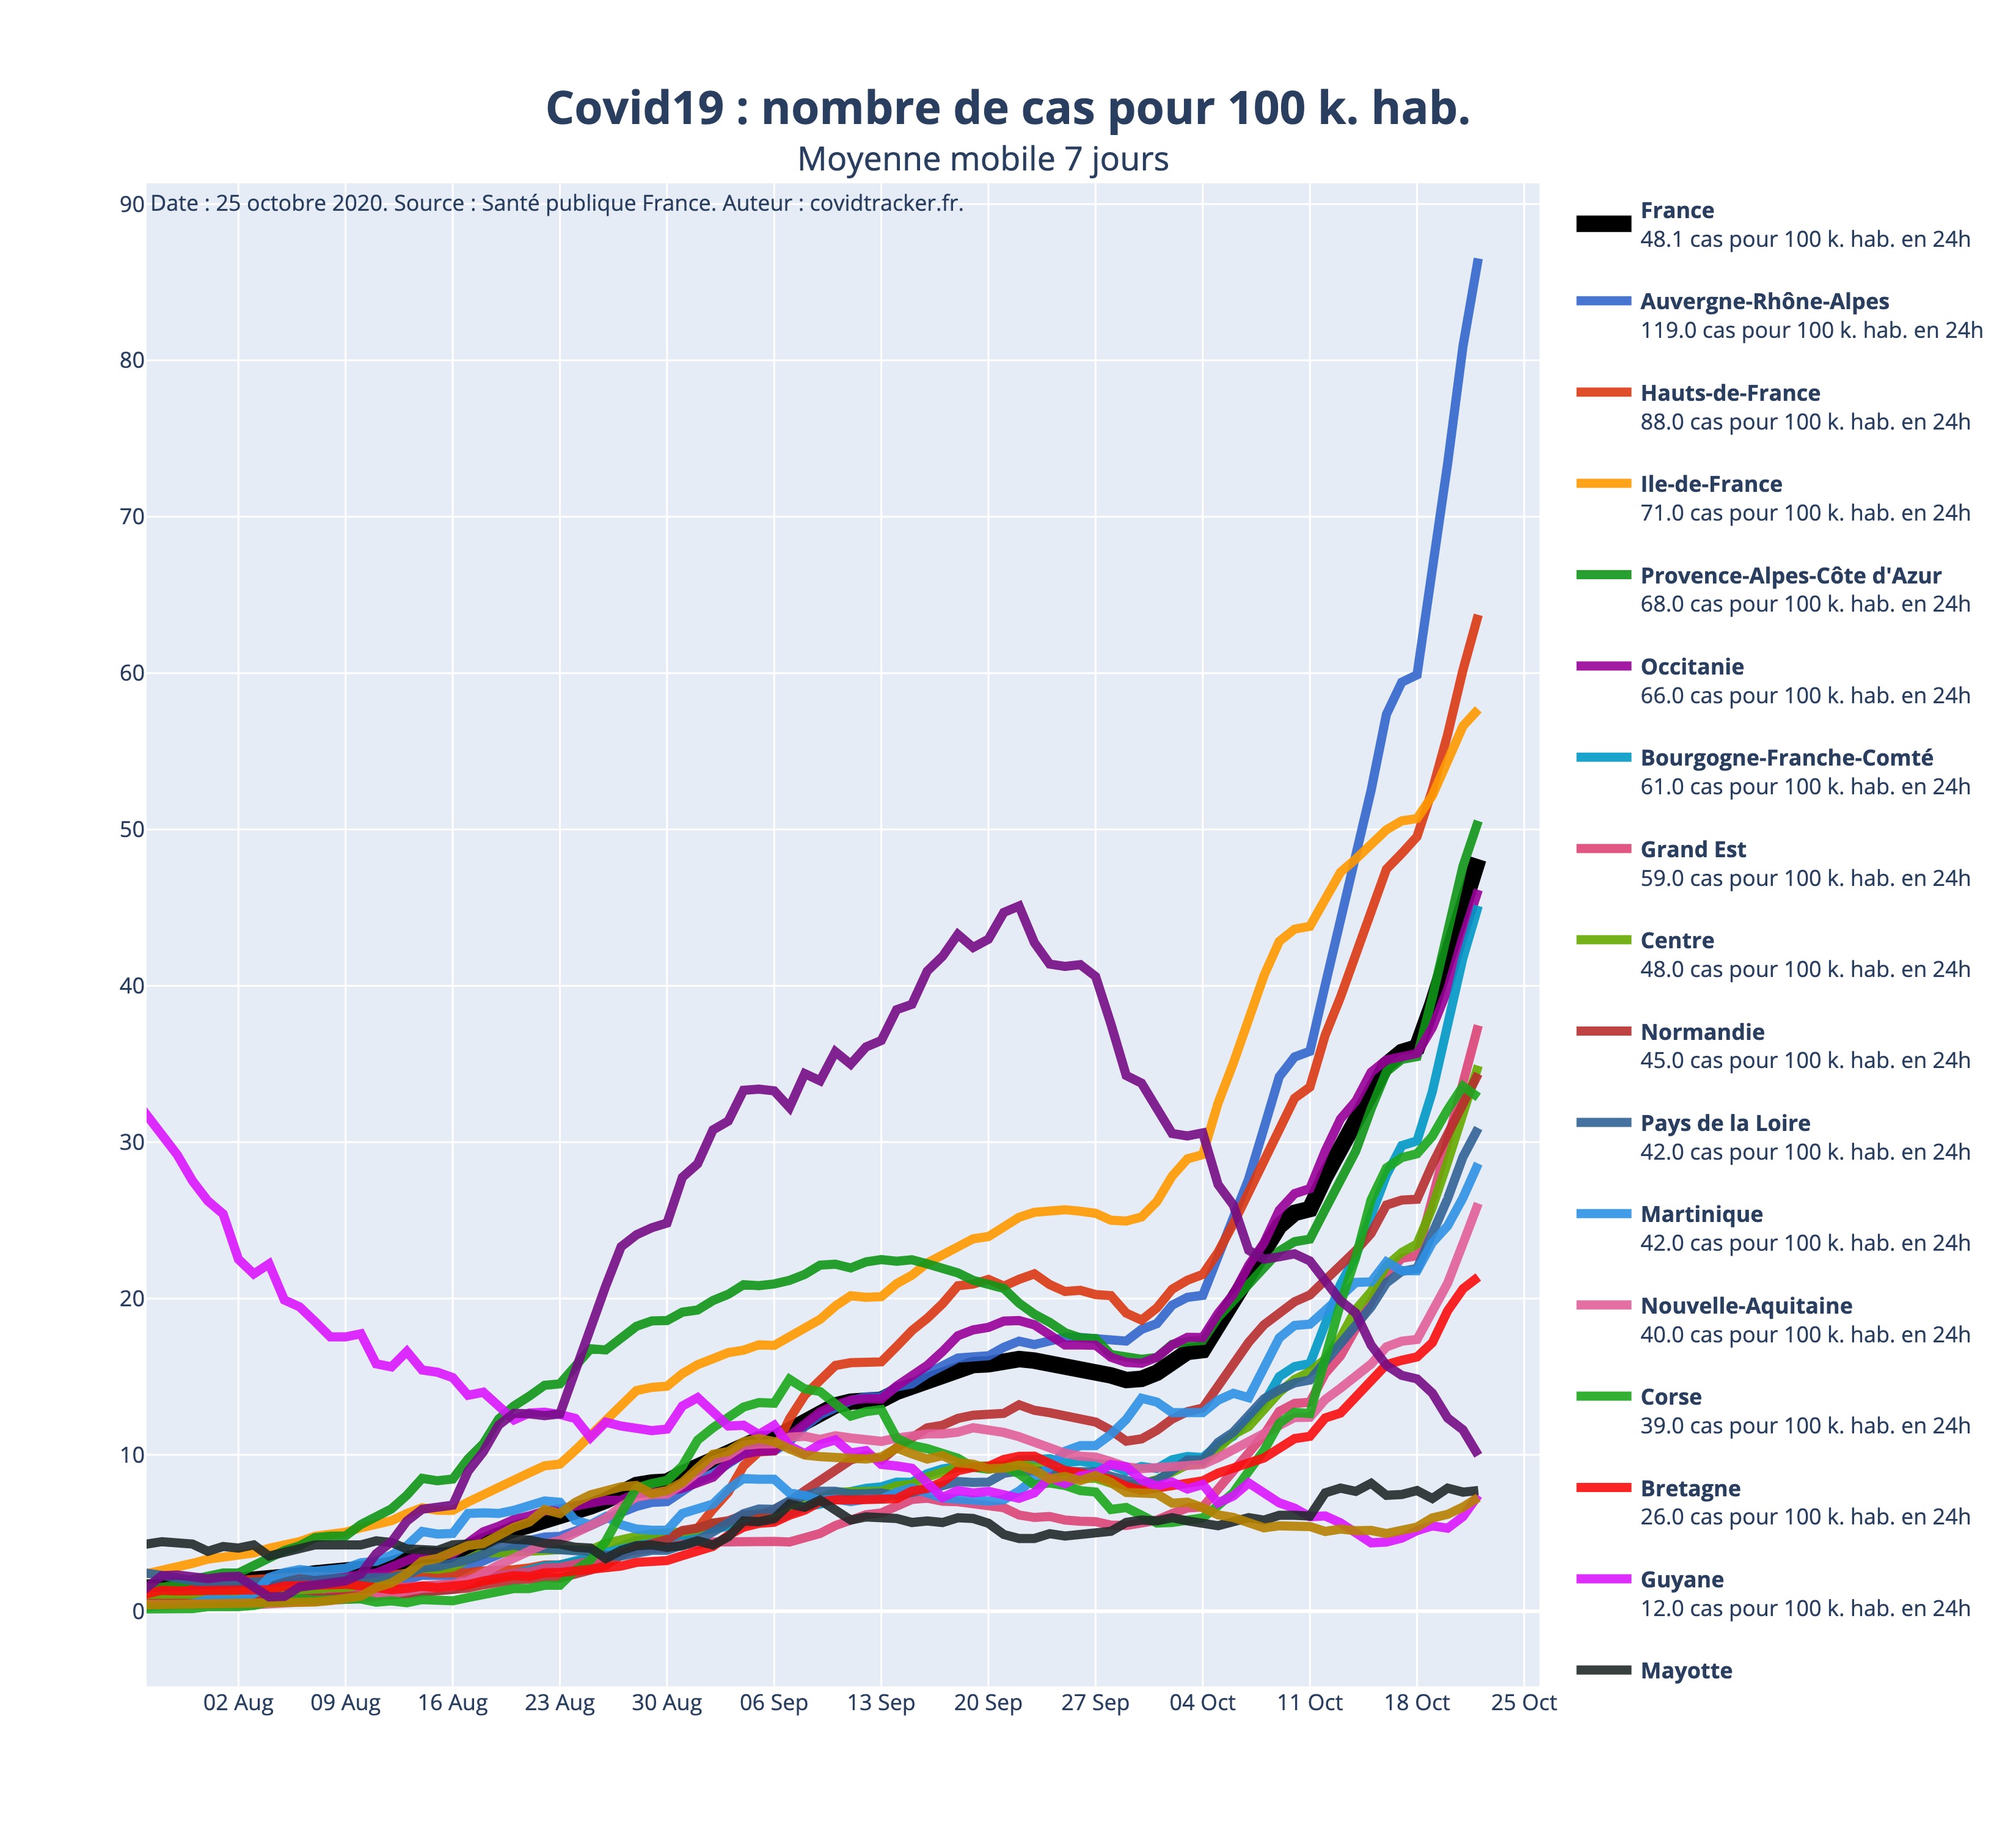 Covid19 : nombre de cas pour 100 k. hab.
Moyenne mobile 7 jours
Date : 25 octobre 2020. Source : Santé publique France. Auteur : covidtracker.fr.
90
80
70
60
50
40
30
20
10
0
02 Aug
09 Aug
16 Aug
23 Aug
30 Aug
06 Sep
13 Sep
20 Sep
27 Sep
04 Oct
11 Oct
18 Oct
25 Oct
France
48.1 cas pour 100 k. hab. en 24h
Auvergne-Rhône-Alpes
119.0 cas pour 100 k. hab. en 24h
Hauts-de-France
88.0 cas pour 100 k. hab. en 24h
Ile-de-France
71.0 cas pour 100 k. hab. en 24h
Provence-Alpes-Côte d'Azur
68.0 cas pour 100 k. hab. en 24h
Occitanie
66.0 cas pour 100 k. hab. en 24h
Bourgogne-Franche-Comté
61.0 cas pour 100 k. hab. en 24h
Grand Est
59.0 cas pour 100 k. hab. en 24h
Centre
48.0 cas pour 100 k. hab. en 24h
Normandie
45.0 cas pour 100 k. hab. en 24h
Pays de la Loire
42.0 cas pour 100 k. hab. en 24h
Martinique
42.0 cas pour 100 k. hab. en 24h
Nouvelle-Aquitaine
40.0 cas pour 100 k. hab. en 24h
Corse
39.0 cas pour 100 k. hab. en 24h
Bretagne
26.0 cas pour 100 k. hab. en 24h
Guyane
12.0 cas pour 100 k. hab. en 24h
Mayotte